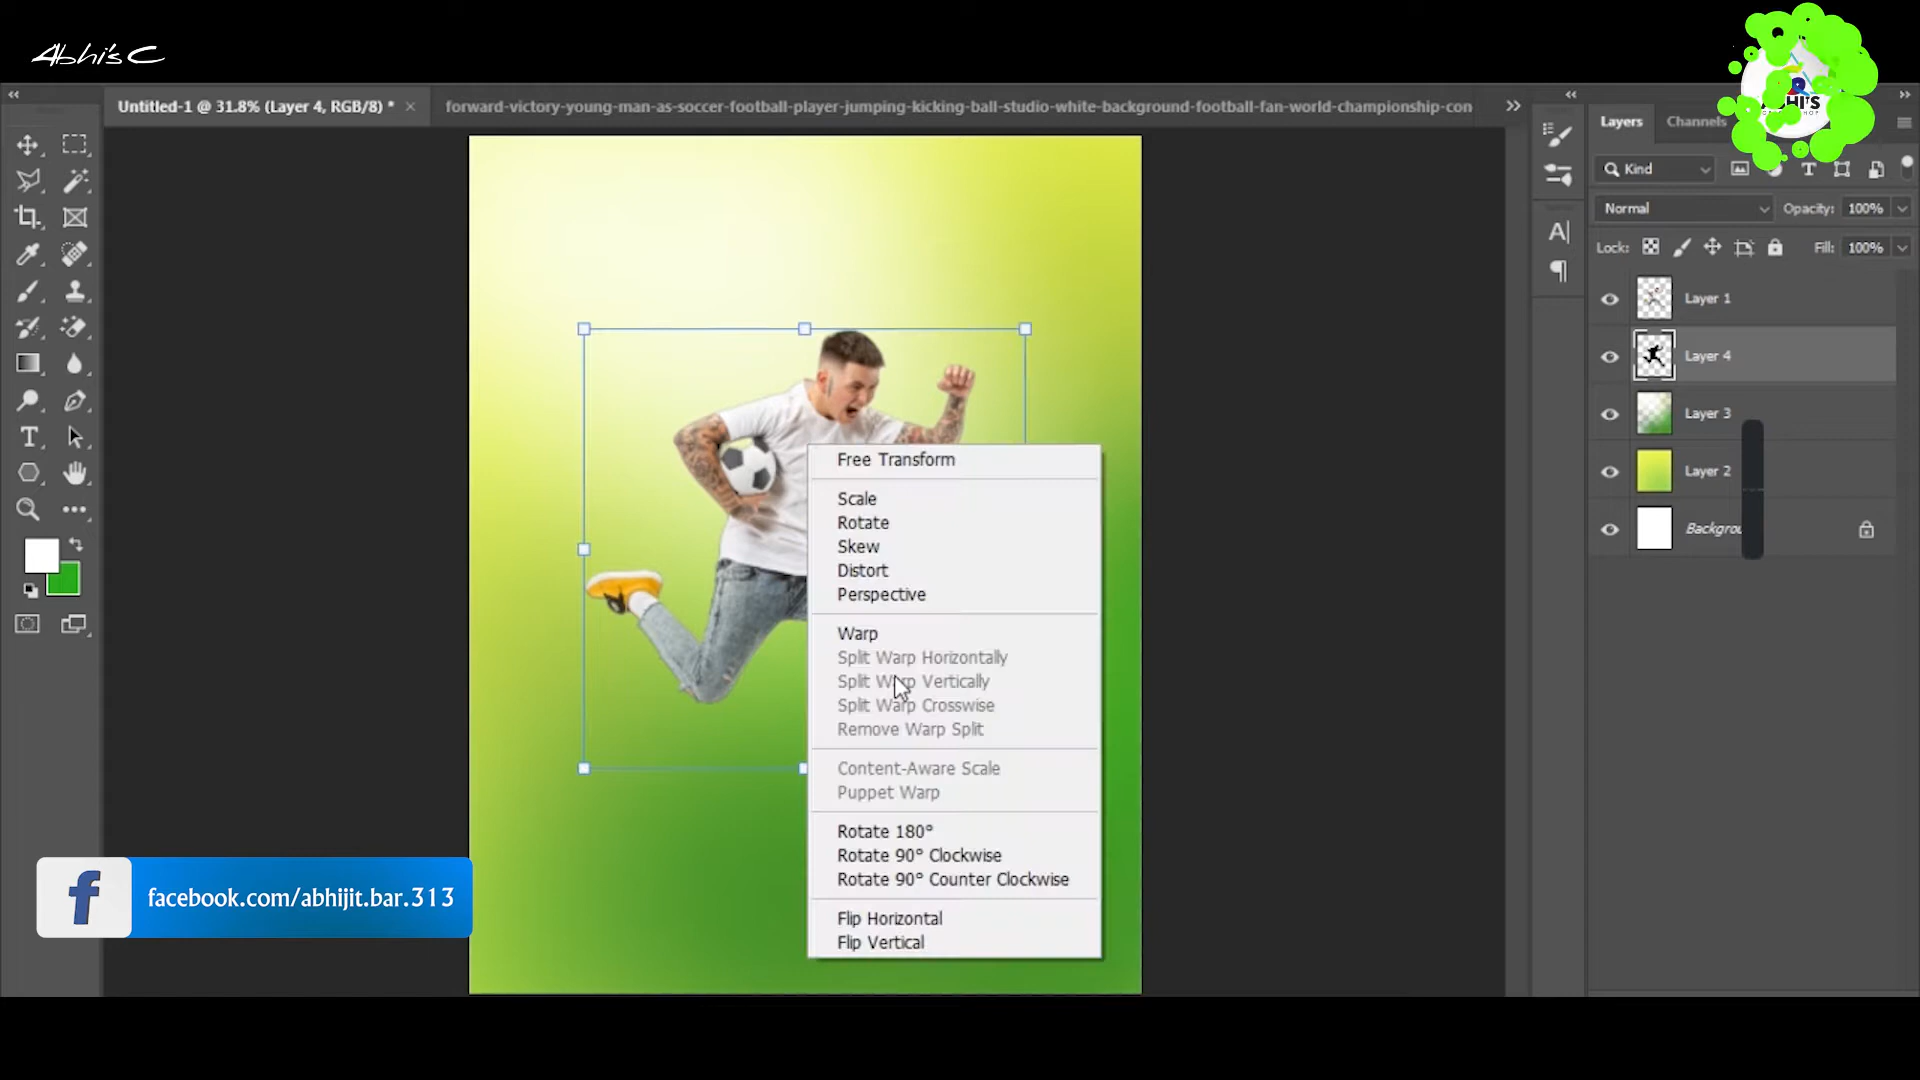 Abhi's C
Untitled-1 @ 31.8% (Layer 4, RGB/8) * ×
forward-victory-young-man-as-soccer-football-player-jumping-kicking-ball-studio-white-background-football-fan-world-championship-con
Layers
Channels
Kind
Normal
Opacity: 100%
Lock:
Fill: 100%
Layer 1
Layer 4
Layer 3
Layer 2
Backgrou
Free Transform
Scale
Rotate
Skew
Distort
Perspective
Warp
Split Warp Horizontally
Split Warp Vertically
Split Warp Crosswise
Remove Warp Split
Content-Aware Scale
Puppet Warp
Rotate 180°
Rotate 90° Clockwise
Rotate 90° Counter Clockwise
Flip Horizontal
Flip Vertical
facebook.com/abhijit.bar.313